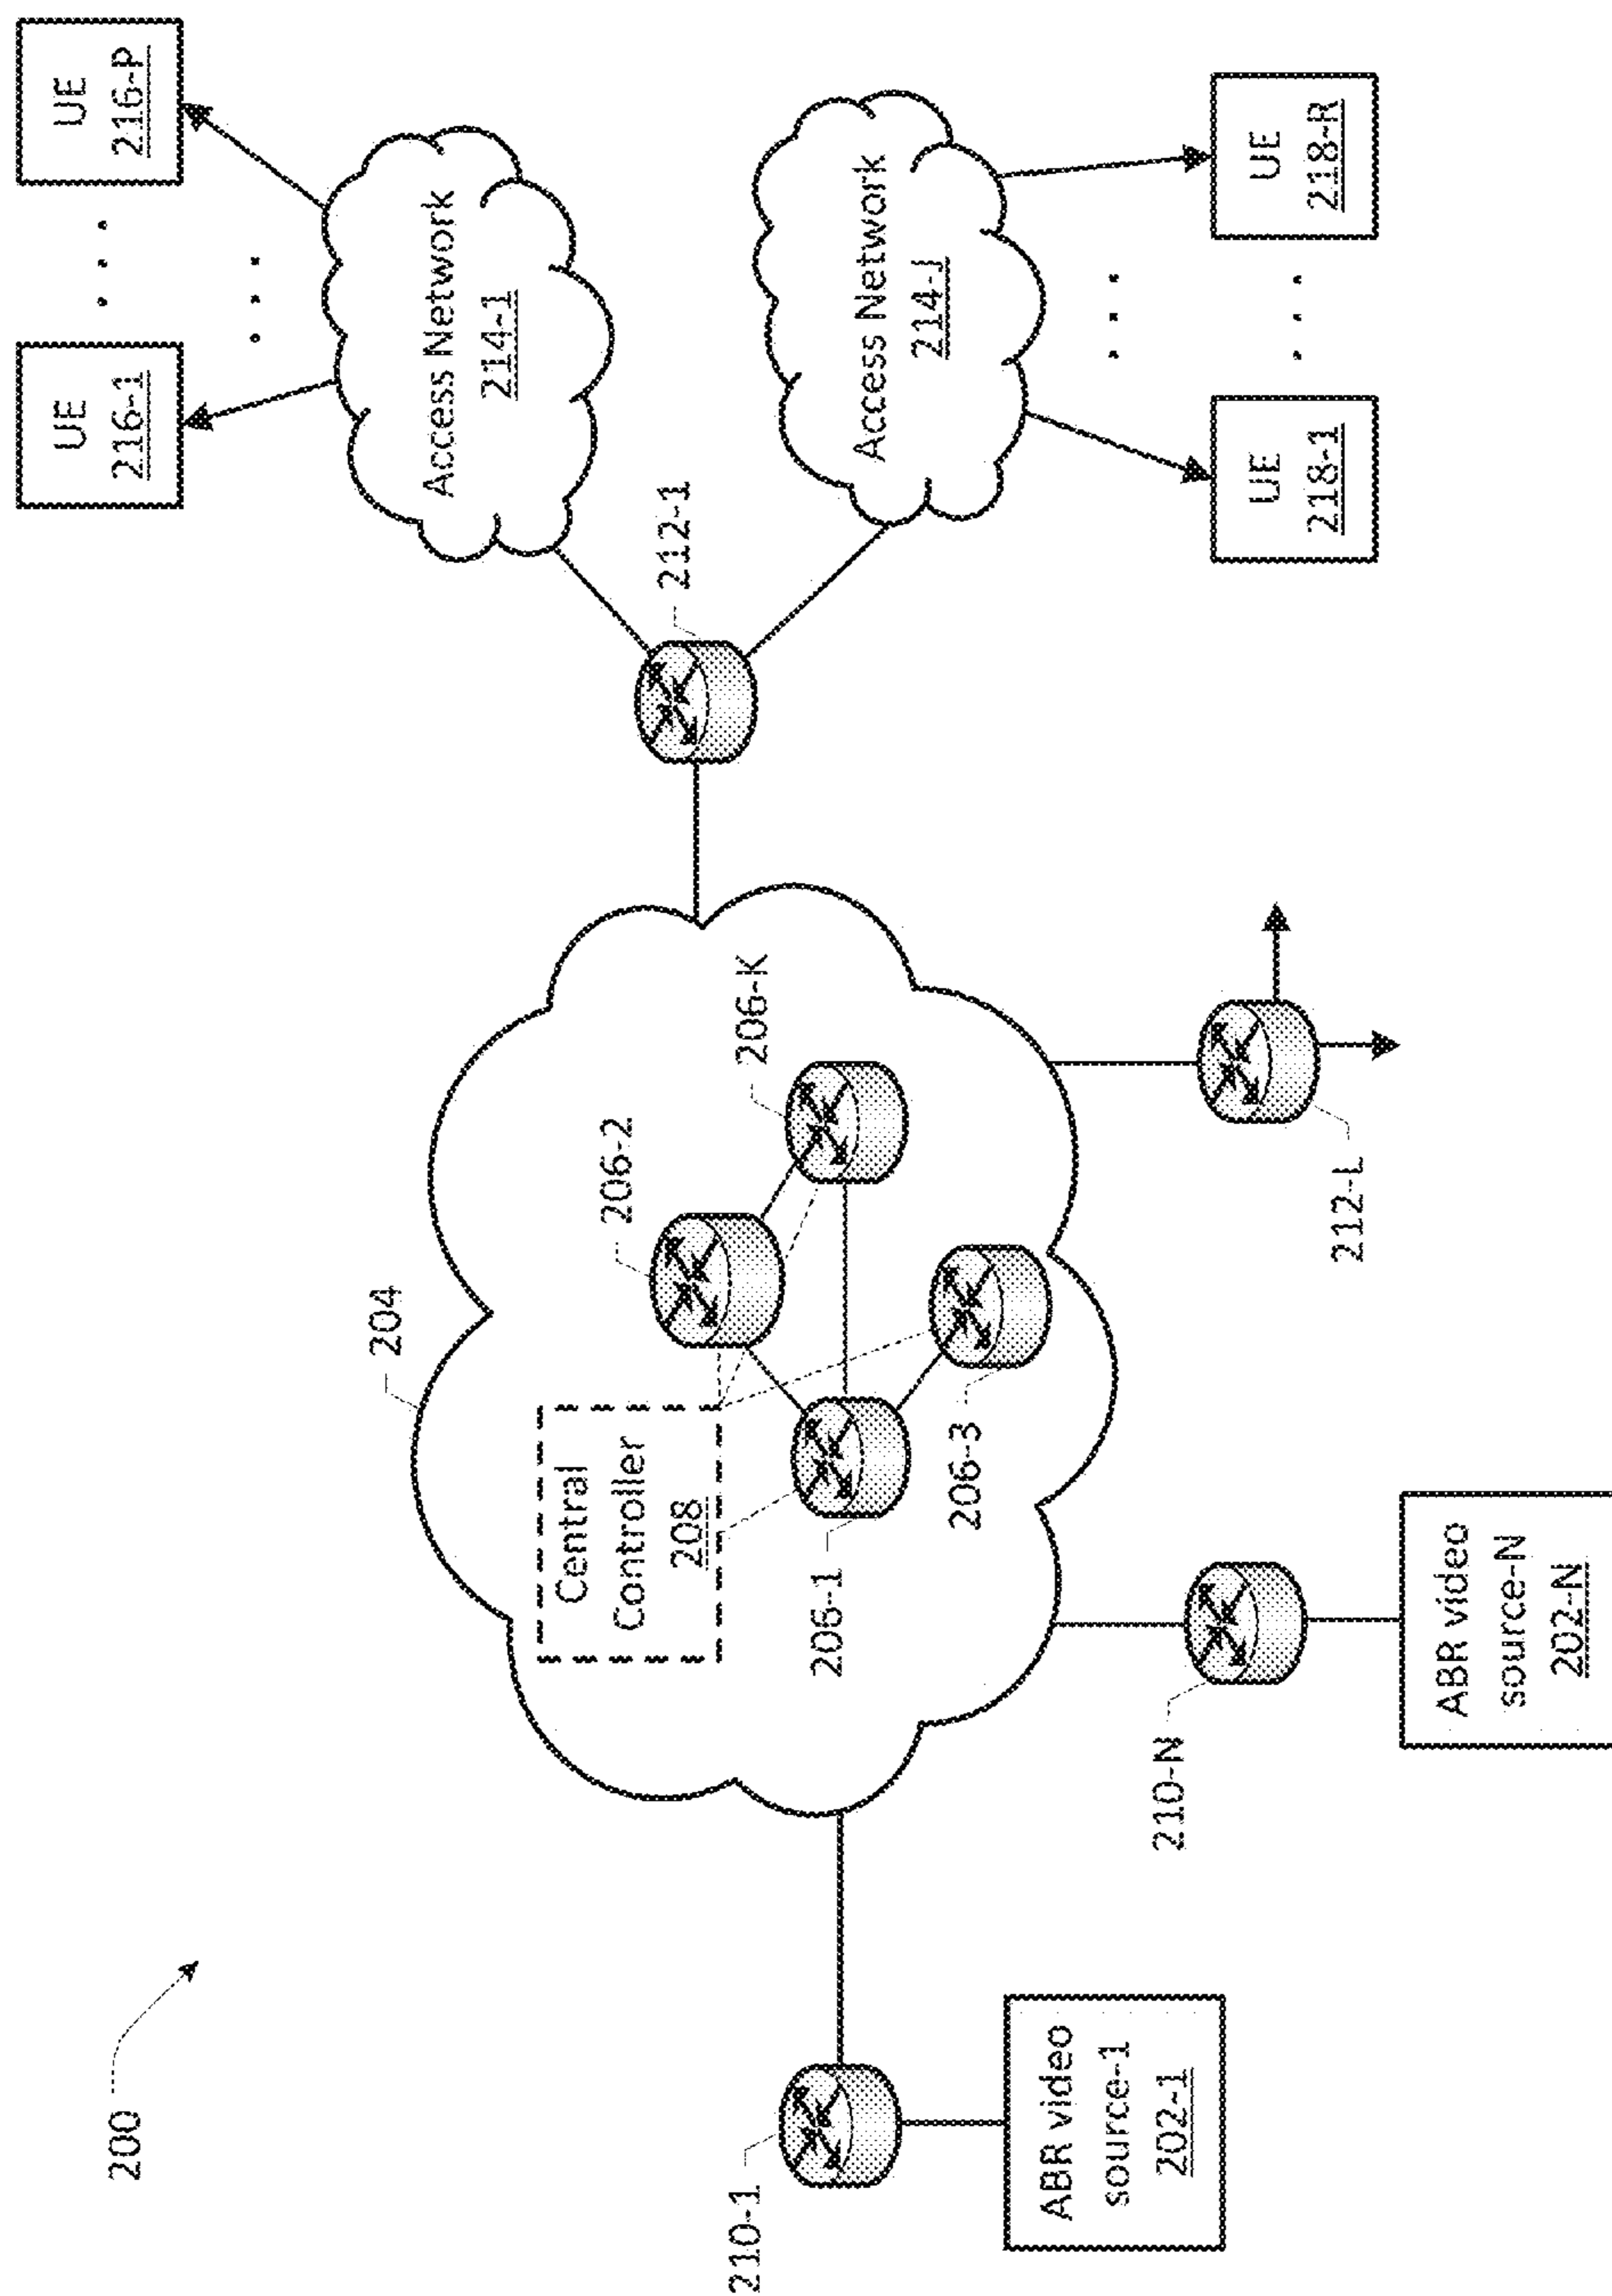 200
UE
216-1
UE
216-P
Access Network
214-1
212-1
Access Network
214-J
UE
218-1
UE
218-R
204
Central
Controller
208
206-2
206-K
206-1
206-3
210-1
ABR video
source-1
202-1
210-N
ABR video
source-N
202-N
212-L